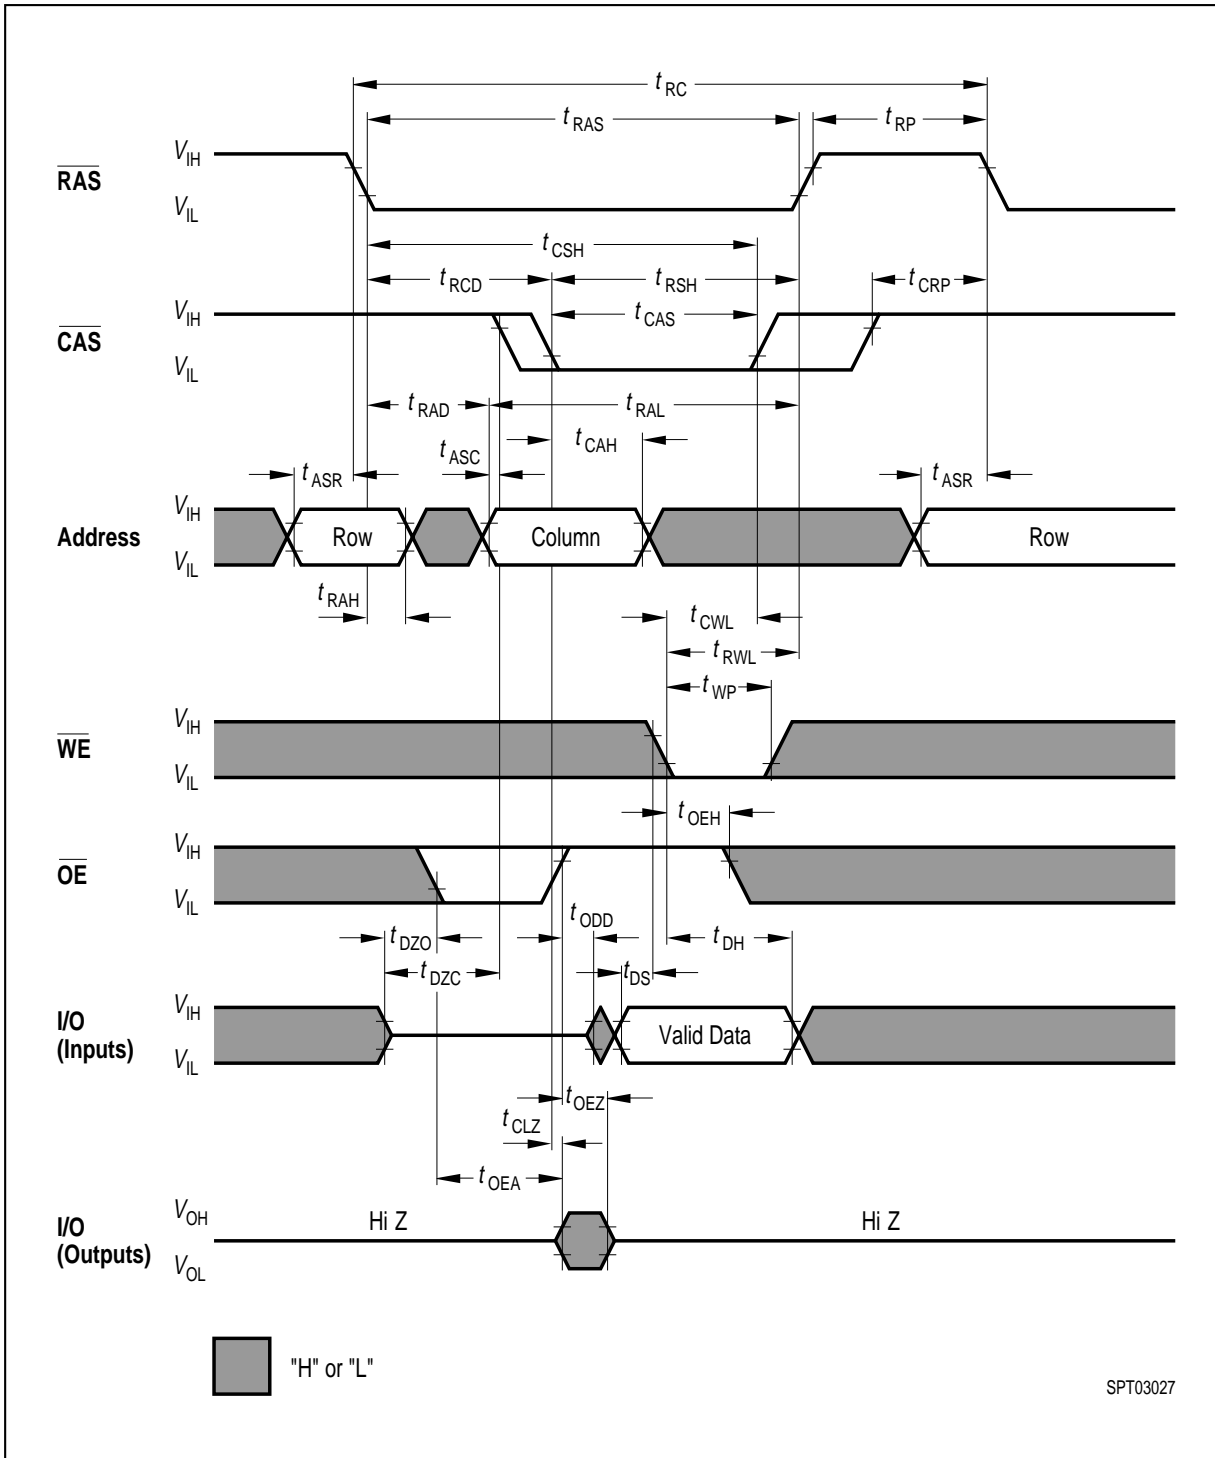 tRC
tRAS
tRP
RAS
VIH
VIL
tCSH
tRCD
tRSH
tCRP
CAS
VIH
VIL
tCAS
tRAD
tRAL
tASC
tCAH
tASR
tASR
Address
VIH
VIL
Row
Column
Row
tRAH
tCWL
tRWL
tWP
WE
VIH
VIL
tOEH
OE
VIH
VIL
tODD
tDZO
tDH
tDZC
tDS
I/O
(Inputs)
VIH
VIL
Valid Data
tOEZ
tCLZ
tOEA
I/O
(Outputs)
VOH
VOL
Hi Z
Hi Z
"H" or "L"
SPT03027